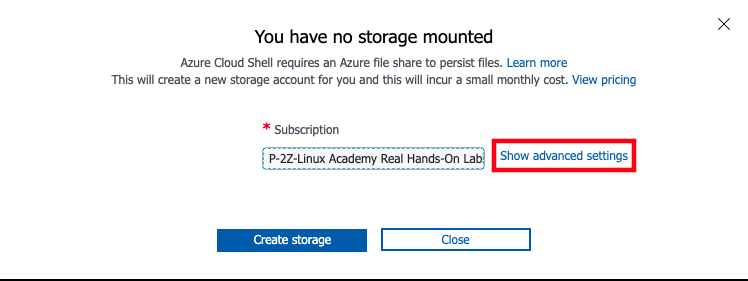 You have no storage mounted
Azure Cloud Shell requires an Azure file share to persist files. Learn more
This will create a new storage account for you and this will incur a small monthly cost. View pricing
* Subscription
P-2Z-Linux Academy Real Hands-On Lab
Show advanced settings
Create storage
Close